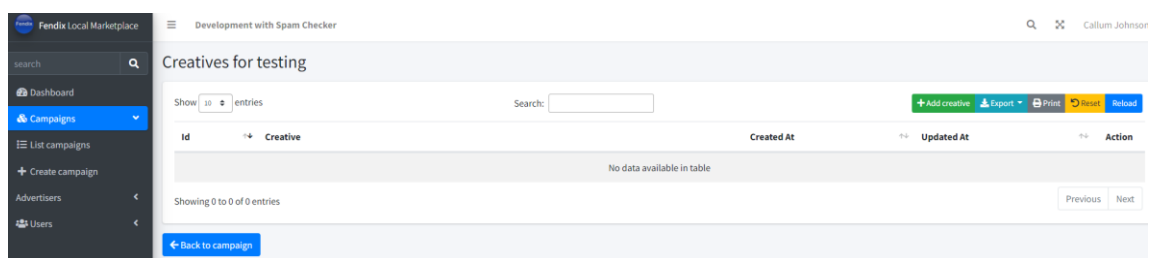 Fendix
Fendix Local Marketplace
Development with Spam Checker
Callum Johnson
search
Dashboard
Campaigns
List campaigns
Create campaign
Advertisers
Users
Creatives for testing
Show 10 entries
Search:
Add creative Export Print Reset Reload
Id Creative Created At Updated At Action
No data available in table
Showing 0 to 0 of 0 entries
Previous Next
Back to campaign